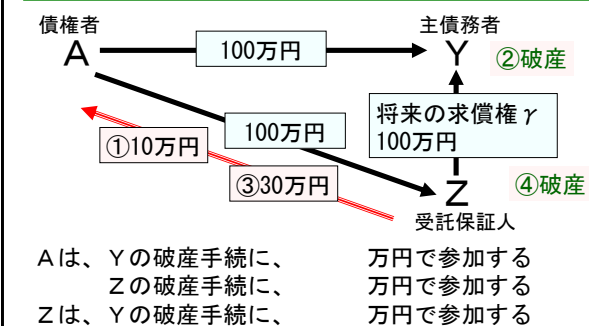 債権者
主債務者
A
100万円
Y
②破産
将来の求償権γ
100万円
100万円
①10万円
③30万円
Z
④破産
受託保証人
Aは、Yの破産手続に、　　　　万円で参加する
Zの破産手続に、　　　　万円で参加する
Zは、Yの破産手続に、　　　　万円で参加する